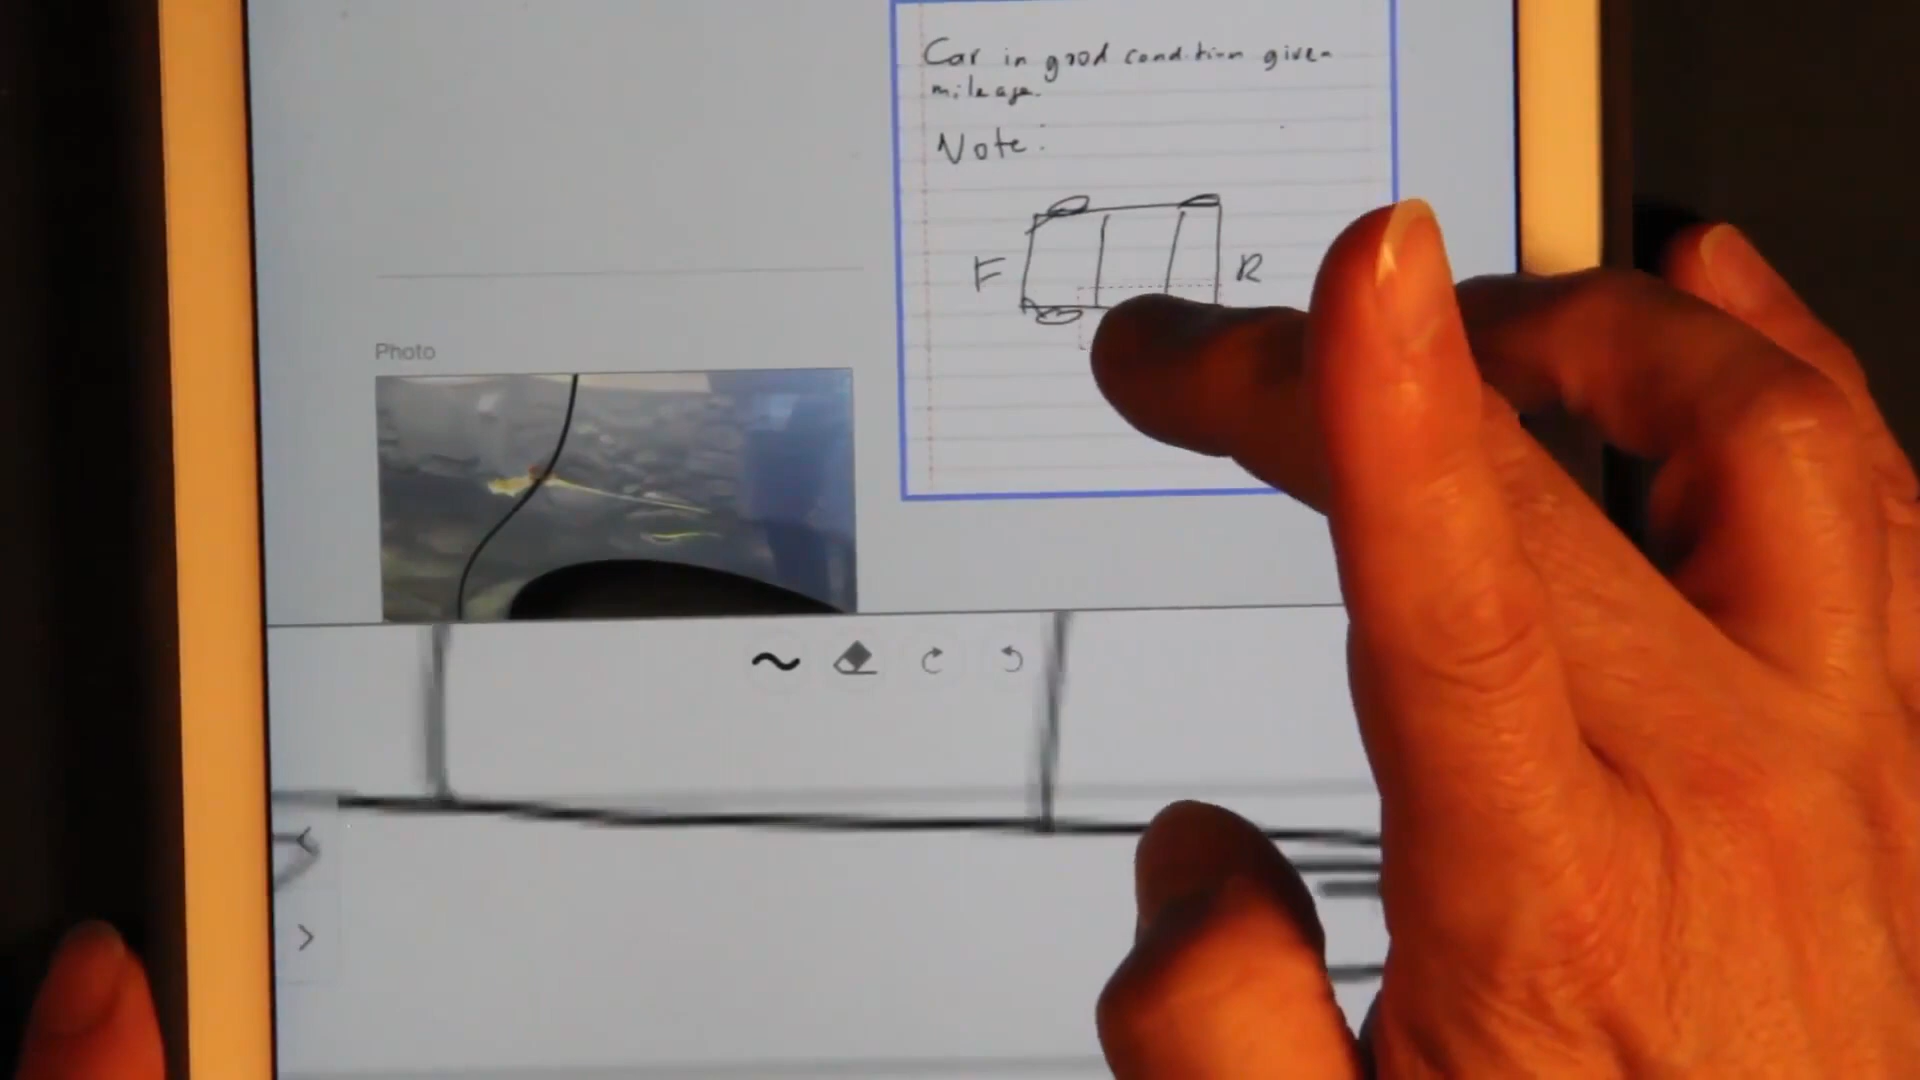 Car in good condition given
mileage.
Note:
F
R
Photo